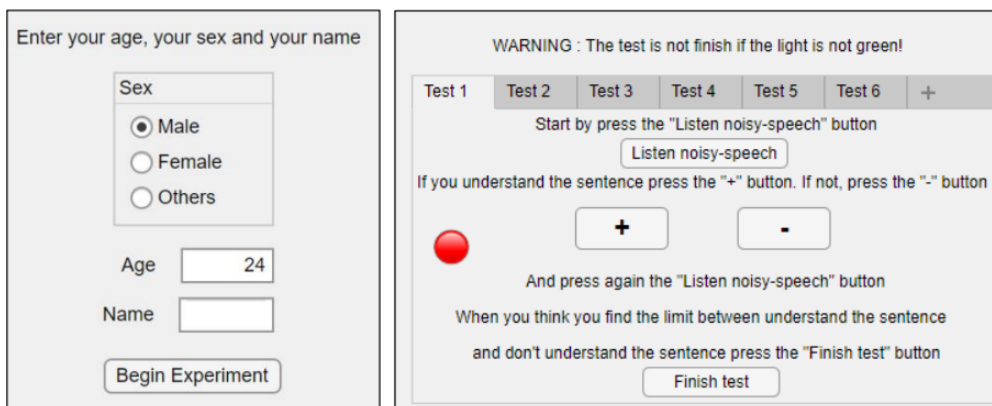 Enter your age, your sex and your name
Sex
Male
Female
Others
Age 24
Name
Begin Experiment
WARNING : The test is not finish if the light is not green!
Test 1 Test 2 Test 3 Test 4 Test 5 Test 6 +
Start by press the "Listen noisy-speech" button
Listen noisy-speech
If you understand the sentence press the "+" button. If not, press the "-" button
+ -
And press again the "Listen noisy-speech" button
When you think you find the limit between understand the sentence
and don't understand the sentence press the "Finish test" button
Finish test